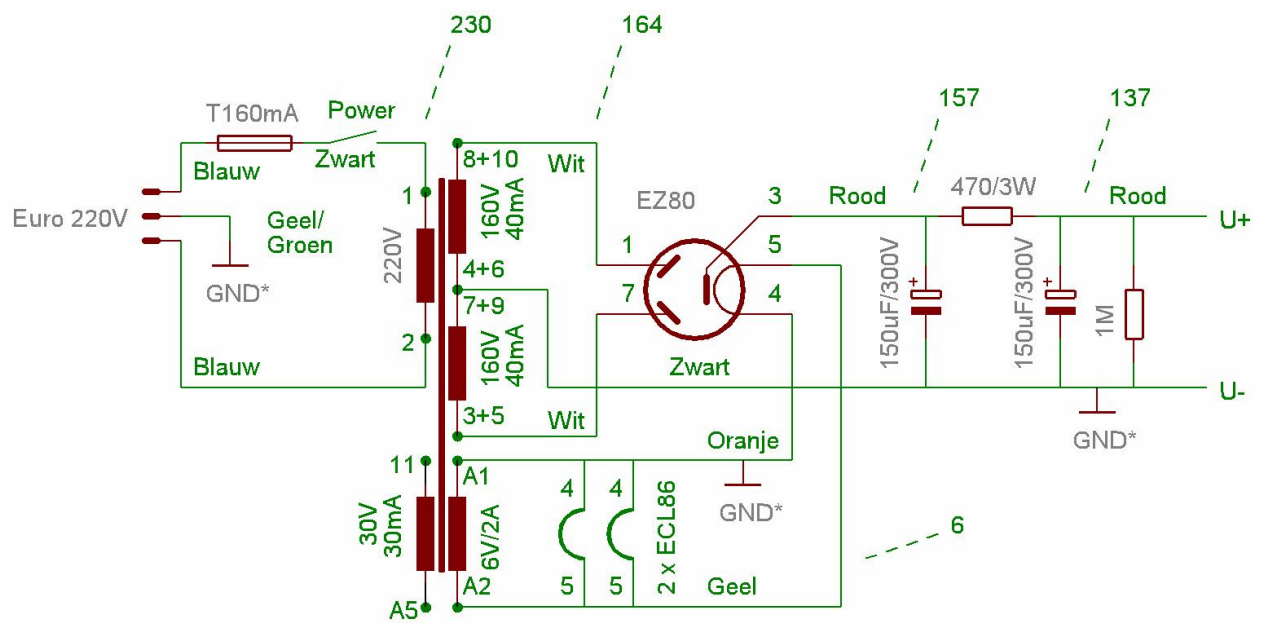 230
164
157
137
T160mA
Power
Zwart
Blauw
Euro 220V
Geel/
Groen
GND*
Blauw
1
220V
2
8+10
160V
40mA
4+6
7+9
160V
40mA
3+5
Wit
Wit
EZ80
1
7
3
5
4
Zwart
Rood
470/3W
Rood
U+
+
150uF/300V
+
150uF/300V
1M
U-
GND*
Oranje
GND*
11
30V
30mA
A5
A1
6V/2A
A2
4
5
4
5
2 x ECL86
Geel
6